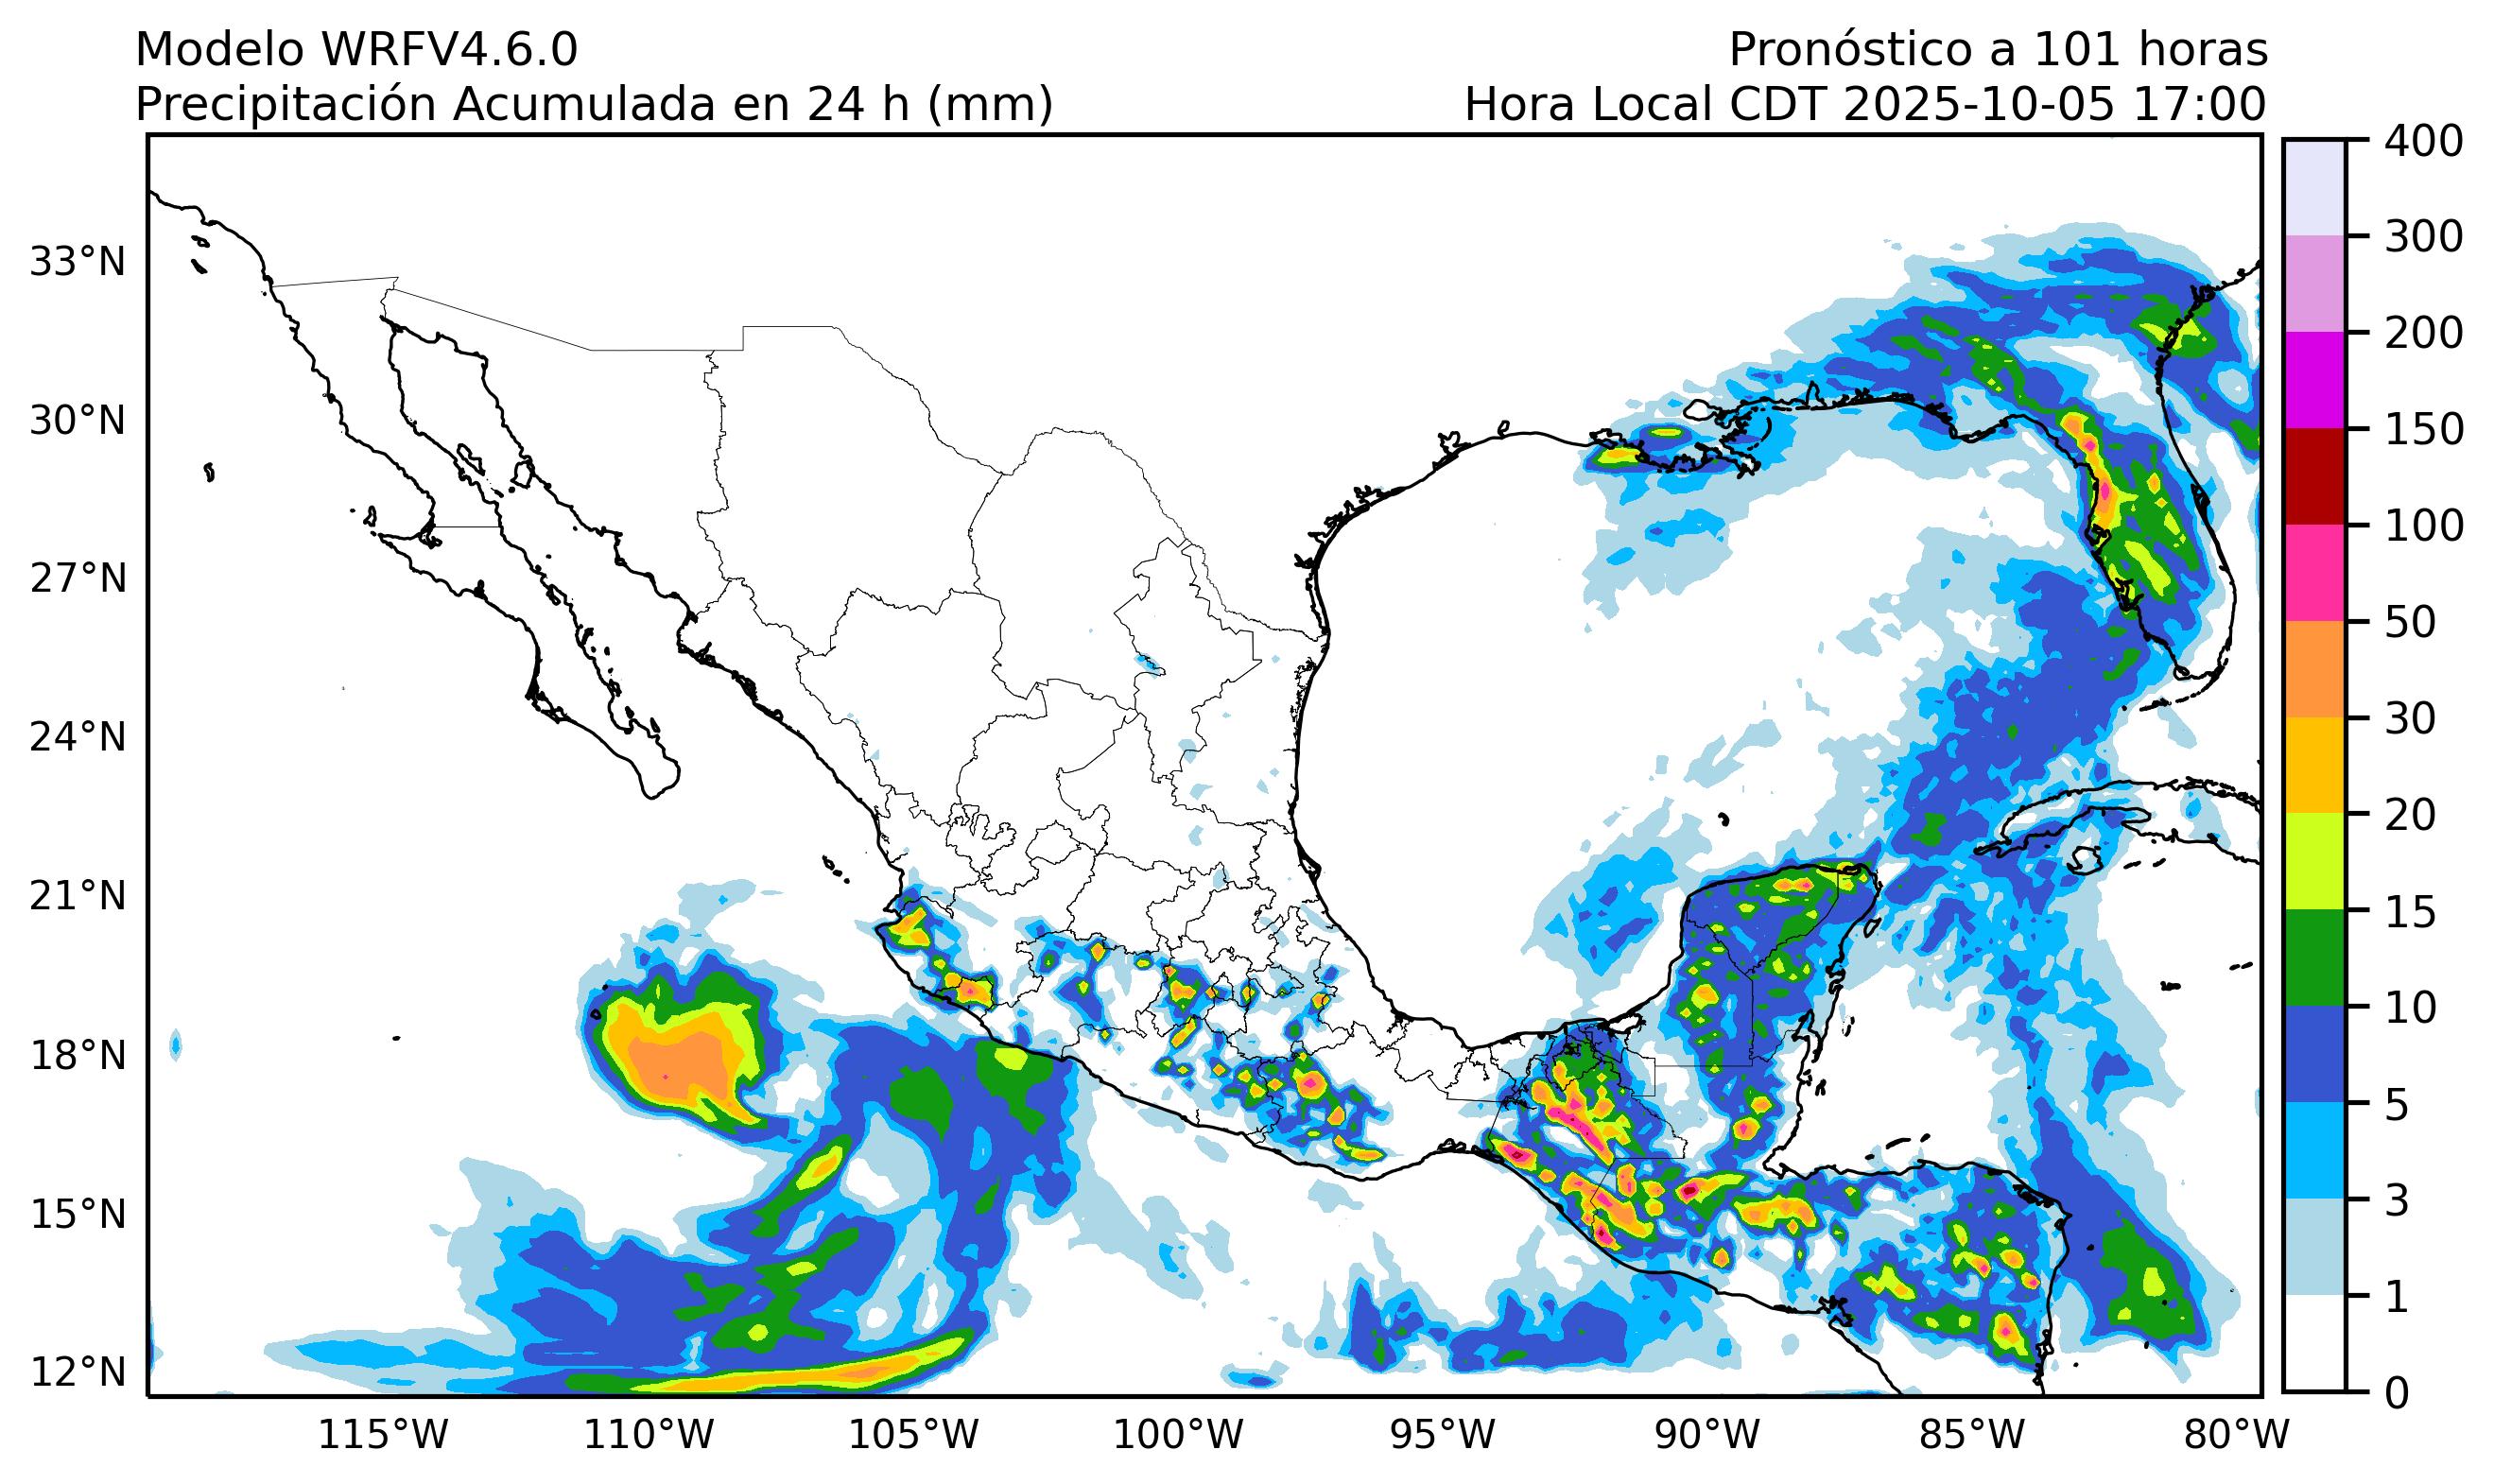 Modelo WRFV4.6.0
Pronóstico a 101 horas
Precipitación Acumulada en 24 h (mm)
Hora Local CDT 2025-10-05 17:00
33°N
30°N
27°N
24°N
21°N
18°N
15°N
12°N
115°W
110°W
105°W
100°W
95°W
90°W
85°W
80°W
400
300
200
150
100
50
30
20
15
10
5
3
1
0